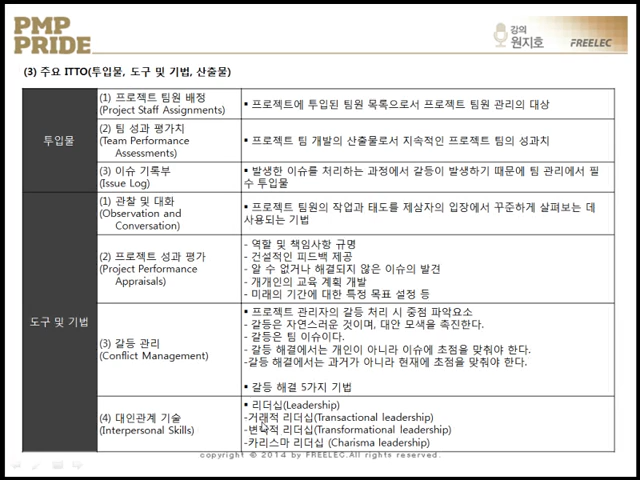 PMP
PRIDE
강의
원지호
FREELEC
(3) 주요 ITTO(투입물, 도구 및 기법, 산출물)
투입물
(1) 프로젝트 팀원 배정
(Project Staff Assignments)
▪ 프로젝트에 투입된 팀원 목록으로서 프로젝트 팀원 관리의 대상
(2) 팀 성과 평가치
(Team Performance
Assessments)
▪ 프로젝트 팀 개발의 산출물로서 지속적인 프로젝트 팀의 성과치
(3) 이슈 기록부
(Issue Log)
▪ 발생한 이슈를 처리하는 과정에서 갈등이 발생하기 때문에 팀 관리에서 필
수 투입물
도구 및 기법
(1) 관찰 및 대화
(Observation and
Conversation)
▪ 프로젝트 팀원의 작업과 태도를 제삼자의 입장에서 꾸준하게 살펴보는 데
사용되는 기법
(2) 프로젝트 성과 평가
(Project Performance
Appraisals)
- 역할 및 책임사항 규명
- 건설적인 피드백 제공
- 알 수 없거나 해결되지 않은 이슈의 발견
- 개개인의 교육 계획 개발
- 미래의 기간에 대한 특정 목표 설정 등
(3) 갈등 관리
(Conflict Management)
▪ 프로젝트 관리자의 갈등 처리 시 중점 파악요소
- 갈등은 자연스러운 것이며, 대안 모색을 촉진한다.
- 갈등은 팀 이슈이다.
- 갈등 해결에서는 개인이 아니라 이슈에 초점을 맞춰야 한다.
-갈등 해결에서는 과거가 아니라 현재에 초점을 맞춰야 한다.
▪ 갈등 해결 5가지 기법
(4) 대인관계 기술
(Interpersonal Skills)
▪ 리더십(Leadership)
-거래적 리더십(Transactional leadership)
-변혁적 리더십(Transformational leadership)
-카리스마 리더십 (Charisma leadership)
copyright © 2014 by FREELEC.All rights reserved.